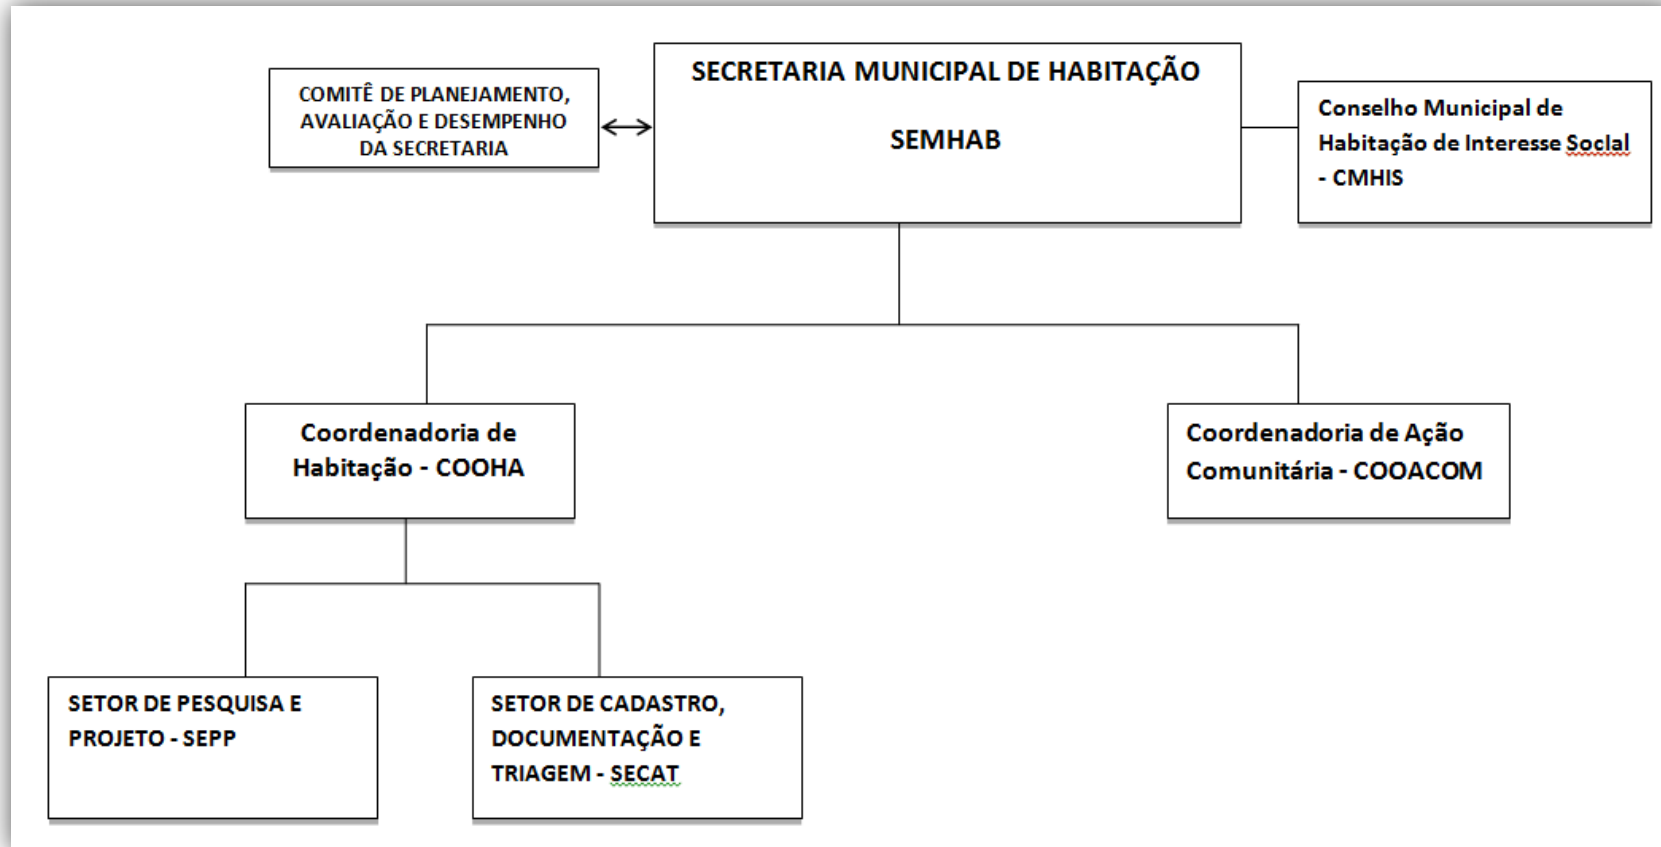 COMITÊ DE PLANEJAMENTO,
AVALIAÇÃO E DESEMPENHO
DA SECRETARIA
SECRETARIA MUNICIPAL DE HABITAÇÃO
SEMHAB
Conselho Municipal de
Habitação de Interesse Social
- CMHIS
Coordenadoria de
Habitação - COOHA
Coordenadoria de Ação
Comunitária - COOACOM
SETOR DE PESQUISA E
PROJETO - SEPP
SETOR DE CADASTRO,
DOCUMENTAÇÃO E
TRIAGEM - SECAT